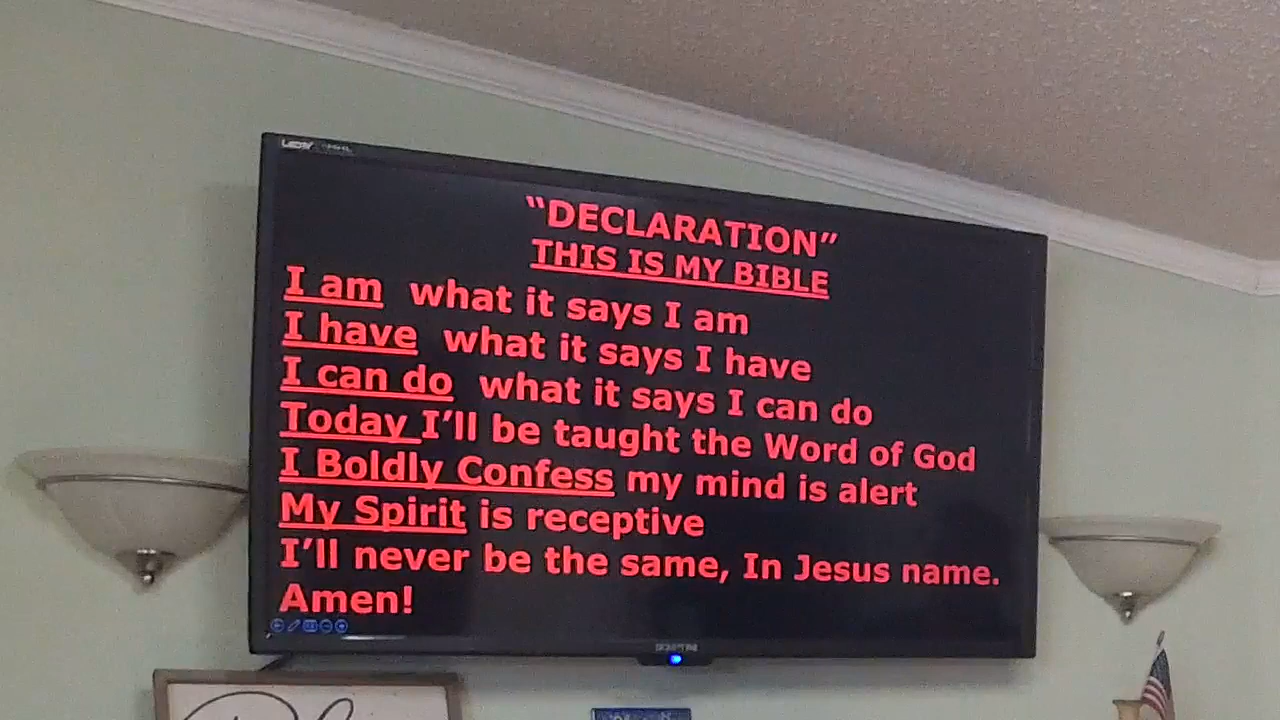 “DECLARATION”
THIS IS MY BIBLE
I am what it says I am
I have what it says I have
I can do what it says I can do
Today I’ll be taught the Word of God
I Boldly Confess my mind is alert
My Spirit is receptive
I’ll never be the same, In Jesus name.
Amen!
SCEPTRE